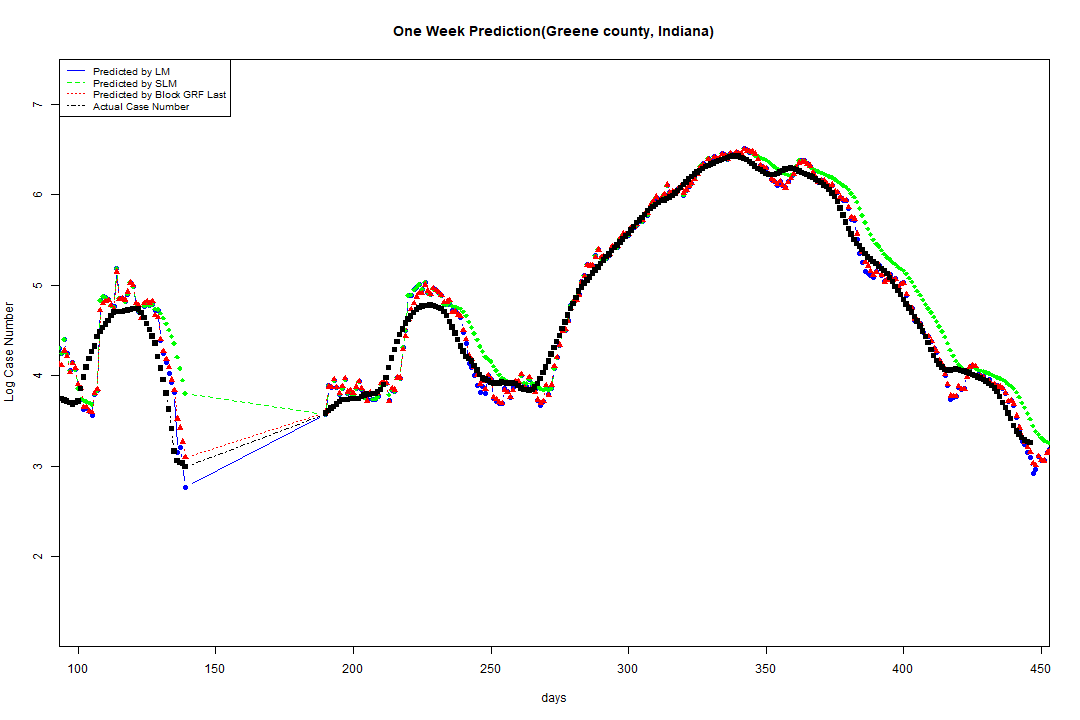 One Week Prediction(Greene county, Indiana)
Predicted by LM
Predicted by SLM
Predicted by Block GRF Last
Actual Case Number
Log Case Number
7
6
5
4
3
2
100 150 200 250 300 350 400 450
days